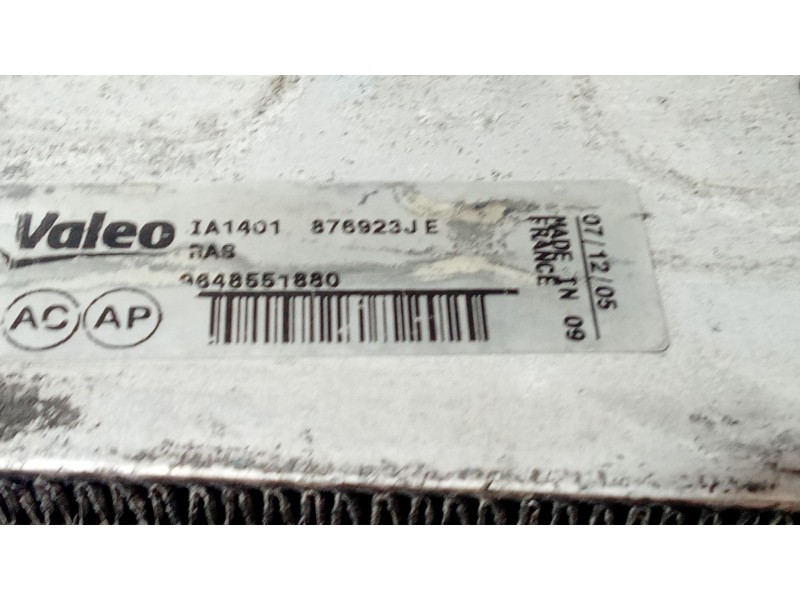 Valeo IA1401 876923J E
RAS
9648551880
AC AP
07/12/05
MADE IN 09
FRANCE